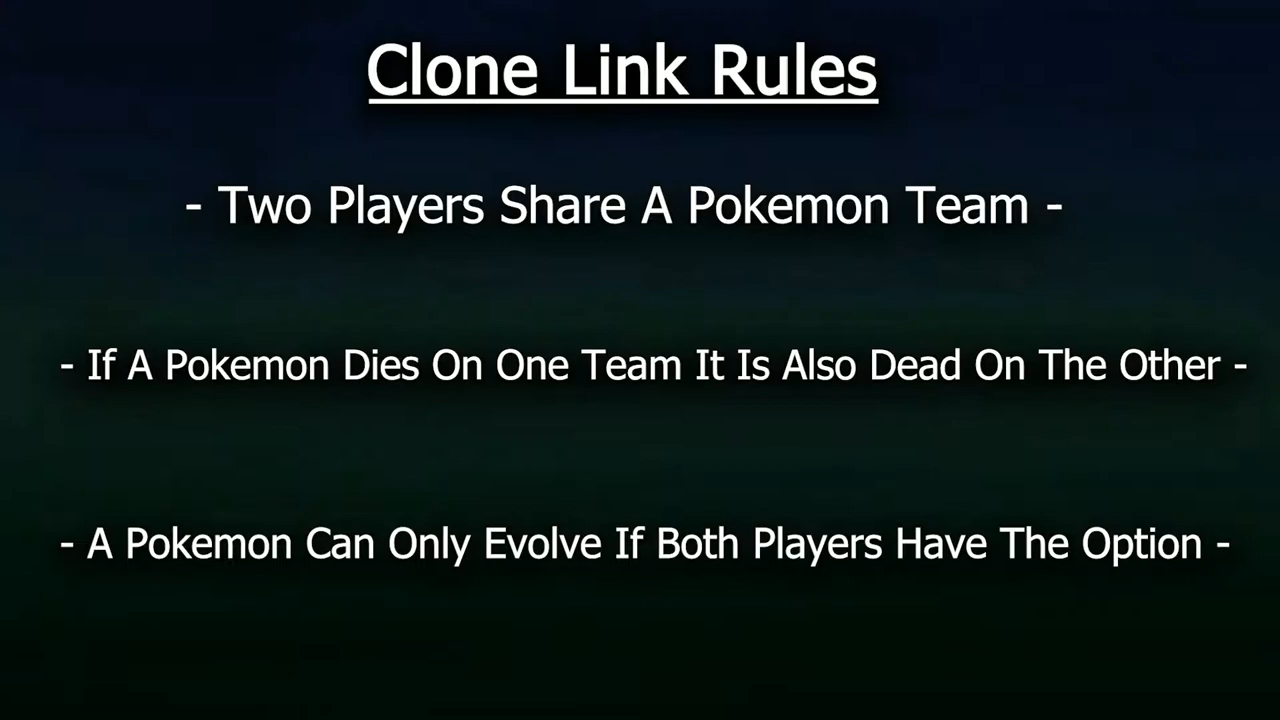 Clone Link Rules
- Two Players Share A Pokemon Team -
- If A Pokemon Dies On One Team It Is Also Dead On The Other -
- A Pokemon Can Only Evolve If Both Players Have The Option -